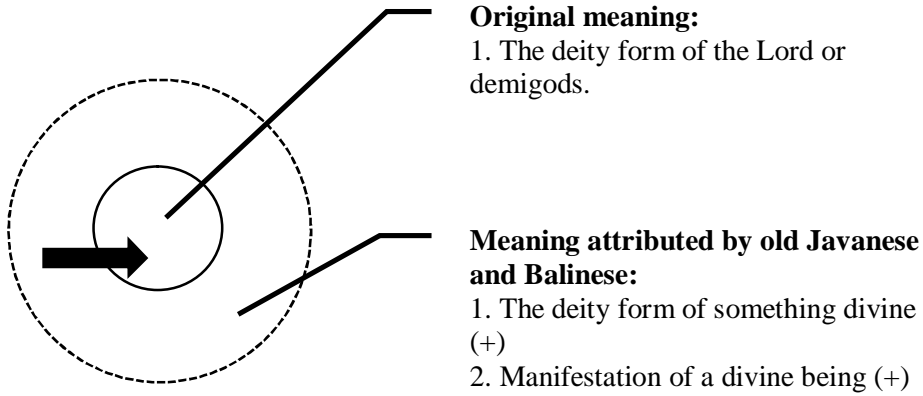 Original meaning:
1. The deity form of the Lord or
demigods.
Meaning attributed by old Javanese
and Balinese:
1. The deity form of something divine
(+)
2. Manifestation of a divine being (+)